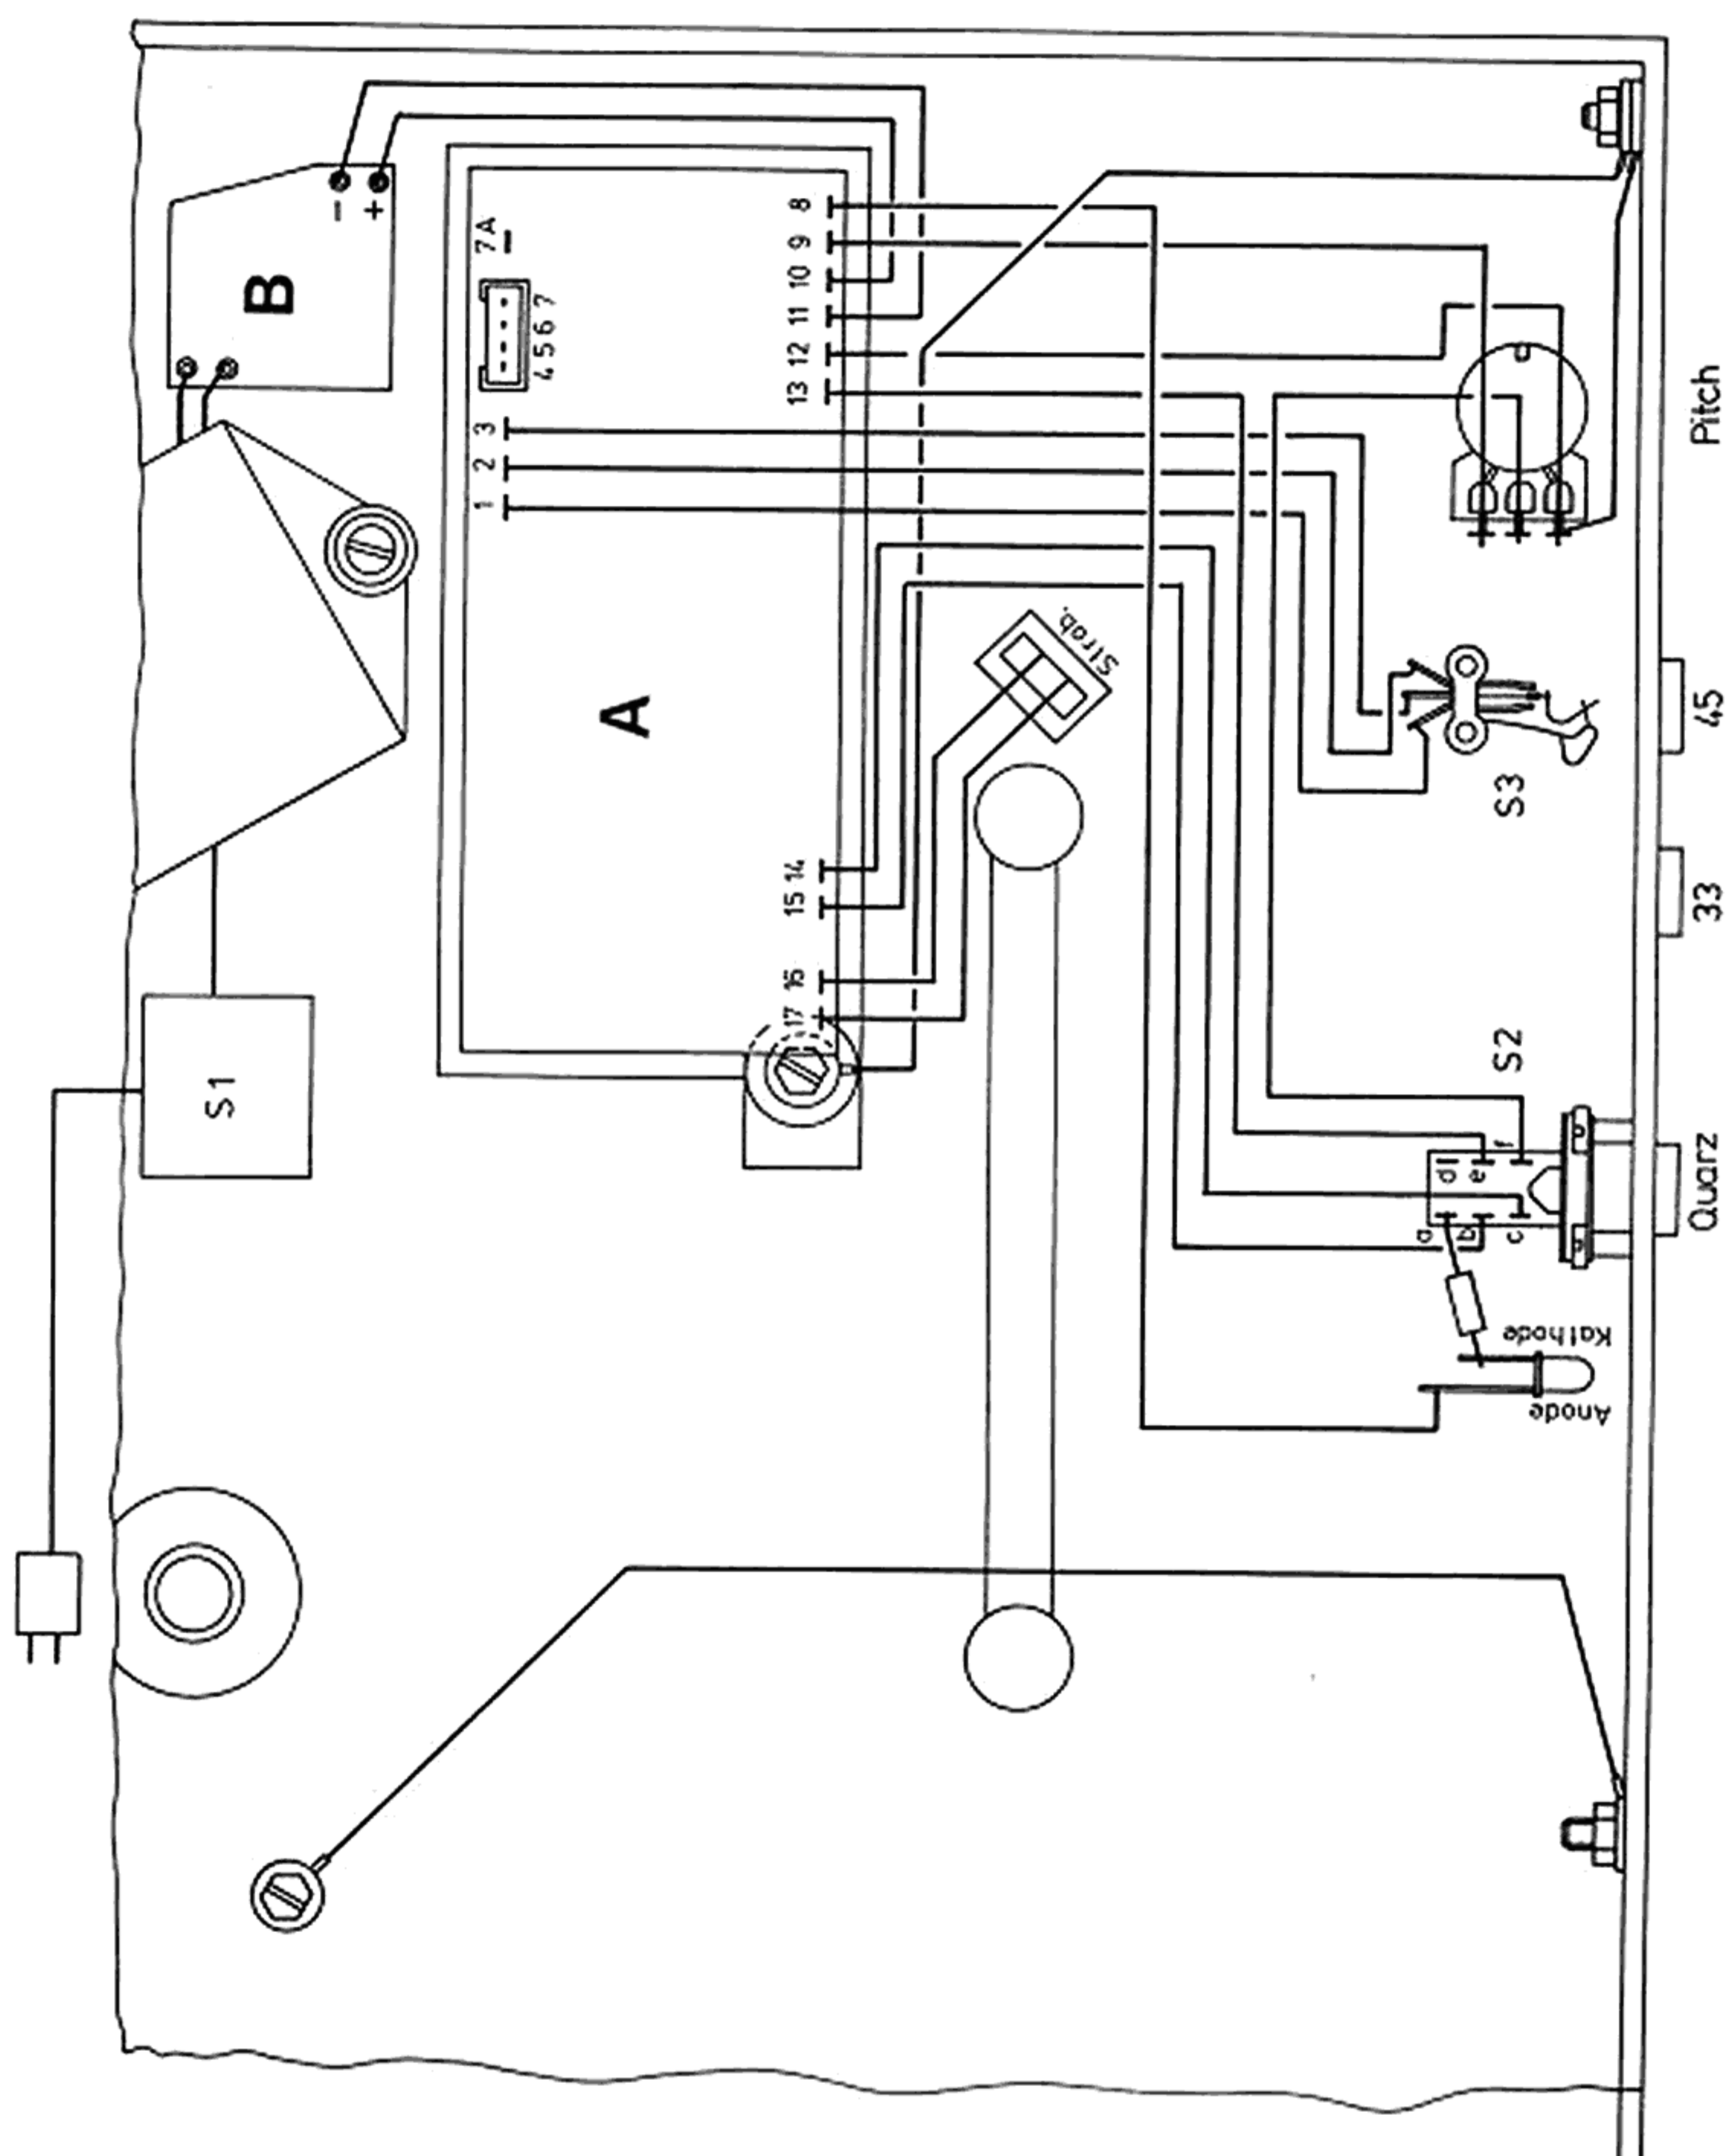 B
-
+
7A
4 5 6 7
3
2
1
8
9
10
11
12
13
A
14
15
16
17
Strob.
S1
S2
S3
a
b
c
d
e
f
Kathode
Anode
Pitch
45
33
Quarz